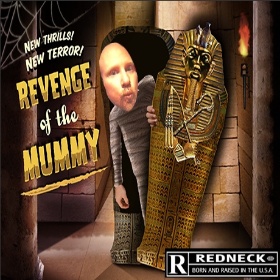 NEW THRILLS!
NEW TERROR!
REVENGE
of the
MUMMY
R REDNECK
BORN AND RAISED IN THE U.S.A